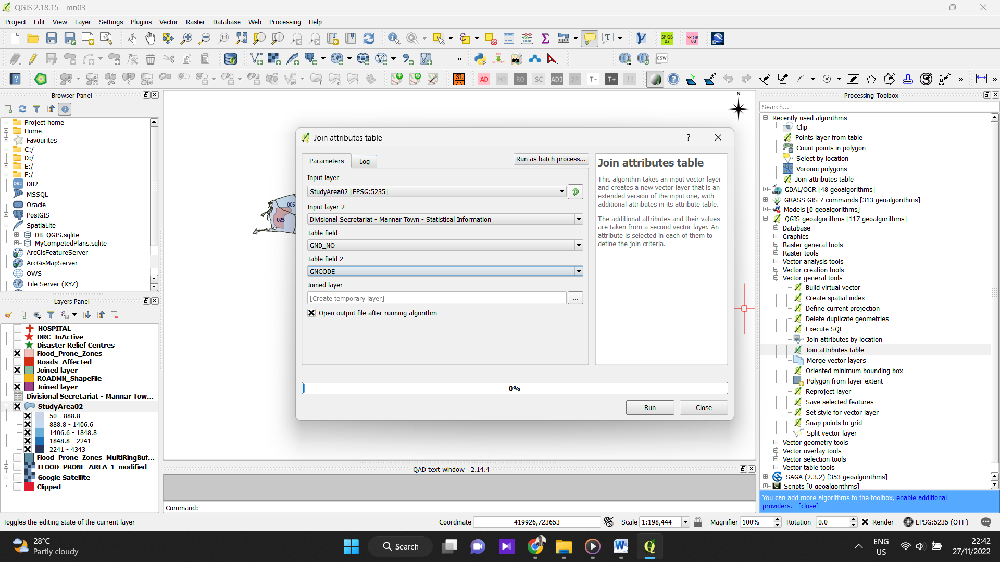 QGIS 2.18.15 - mn03
Project Edit View Layer Settings Plugins Vector Raster Database Web Processing Help
SP OB 02
SP OB 03
CSW
SL
AD MO RO SC ADJ 2P T- T+ !!
Browser Panel
Project home
Home
Favourites
C:/
D:/
E:/
F:/
DB2
MSSQL
Oracle
PostGIS
SpatiaLite
DB_QGIS.sqlite
MyCompetedPlans.sqlite
ArcGisFeatureServer
ArcGisMapServer
OWS
Tile Server (XYZ)
Layers Panel
HOSPITAL
DRC_InActive
Disaster Relief Centres
Flood_Prone_Zones
Roads_Affected
Joined layer
ROADMN_ShapeFile
Joined layer
Divisional Secretariat - Mannar Tow...
StudyArea02
50 - 888.8
888.8 - 1406.6
1406.6 - 1848.8
1848.8 - 2241
2241 - 4343
Flood_Prone_Zones_MultiRingBuf...
FLOOD_PRONE_AREA-1_modified
Google Satellite
Clipped
N
005
025
Join attributes table
?
Parameters
Log
Run as batch process...
Input layer
StudyArea02 [EPSG:5235]
Input layer 2
Divisional Secretariat - Mannar Town - Statistical Information
Table field
GND_NO
Table field 2
GNCODE
Joined layer
[Create temporary layer]
...
Open output file after running algorithm
Join attributes table
This algorithm takes an input vector layer
and creates a new vector layer that is an
extended version of the input one, with
additional attributes in its attribute table.
The additional attributes and their values
are taken from a second vector layer. An
attribute is selected in each of them to
define the join criteria.
0%
Run
Close
QAD text window - 2.14.4
Command:
Processing Toolbox
Search...
Recently used algorithms
Clip
Points layer from table
Count points in polygon
Select by location
Voronoi polygons
Join attributes table
GDAL/OGR [48 geoalgorithms]
GRASS GIS 7 commands [313 geoalgorithms]
Models [0 geoalgorithms]
QGIS geoalgorithms [117 geoalgorithms]
Database
Graphics
Raster general tools
Raster tools
Vector analysis tools
Vector creation tools
Vector general tools
Build virtual vector
Create spatial index
Define current projection
Delete duplicate geometries
Execute SQL
Join attributes by location
Join attributes table
Merge vector layers
Oriented minimum bounding box
Polygon from layer extent
Reproject layer
Save selected features
Set style for vector layer
Snap points to grid
Split vector layer
Vector geometry tools
Vector overlay tools
Vector selection tools
Vector table tools
SAGA (2.3.2) [353 geoalgorithms]
Scripts [0 geoalgorithms]
You can add more algorithms to the toolbox, enable additional
providers. [close]
Toggles the editing state of the current layer
Coordinate 419926,723653 Scale 1:198,444 Magnifier 100% Rotation 0.0 Render EPSG:5235 (OTF)
28°C
Partly cloudy
Search
ENG
US
22:42
27/11/2022